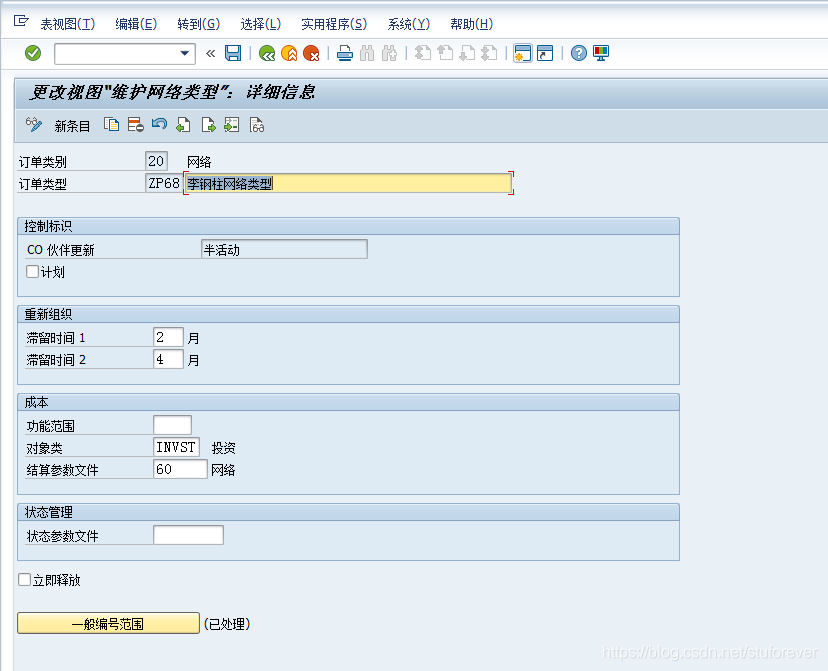 表视图(T) 编辑(E) 转到(G) 选择(L) 实用程序(S) 系统(Y) 帮助(H)
更改视图"维护网络类型": 详细信息
新条目
订单类别 20 网络
订单类型 ZP68 李钢柱网络类型
控制标识
CO 伙伴更新 半活动
计划
重新组织
滞留时间 1 2 月
滞留时间 2 4 月
成本
功能范围
对象类 INVST 投资
结算参数文件 60 网络
状态管理
状态参数文件
立即释放
一般编号范围 (已处理)
https://blog.csdn.net/stuforever